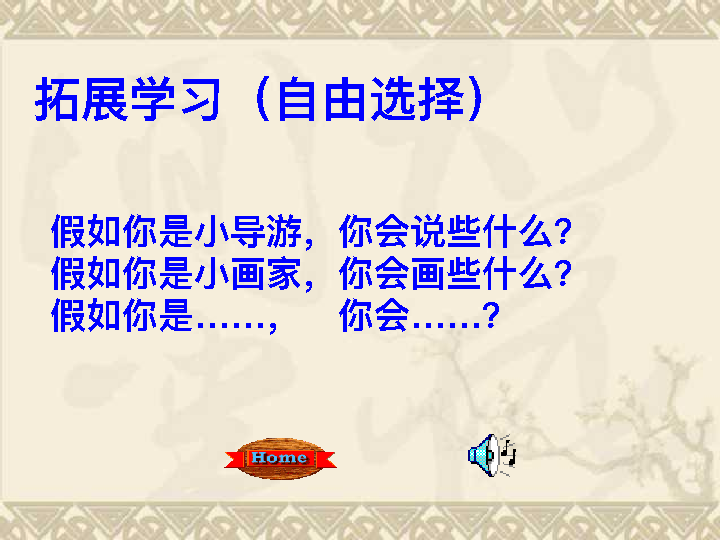 拓展学习（自由选择）
假如你是小导游，你会说些什么？
假如你是小画家，你会画些什么？
假如你是……， 你会……？
Home